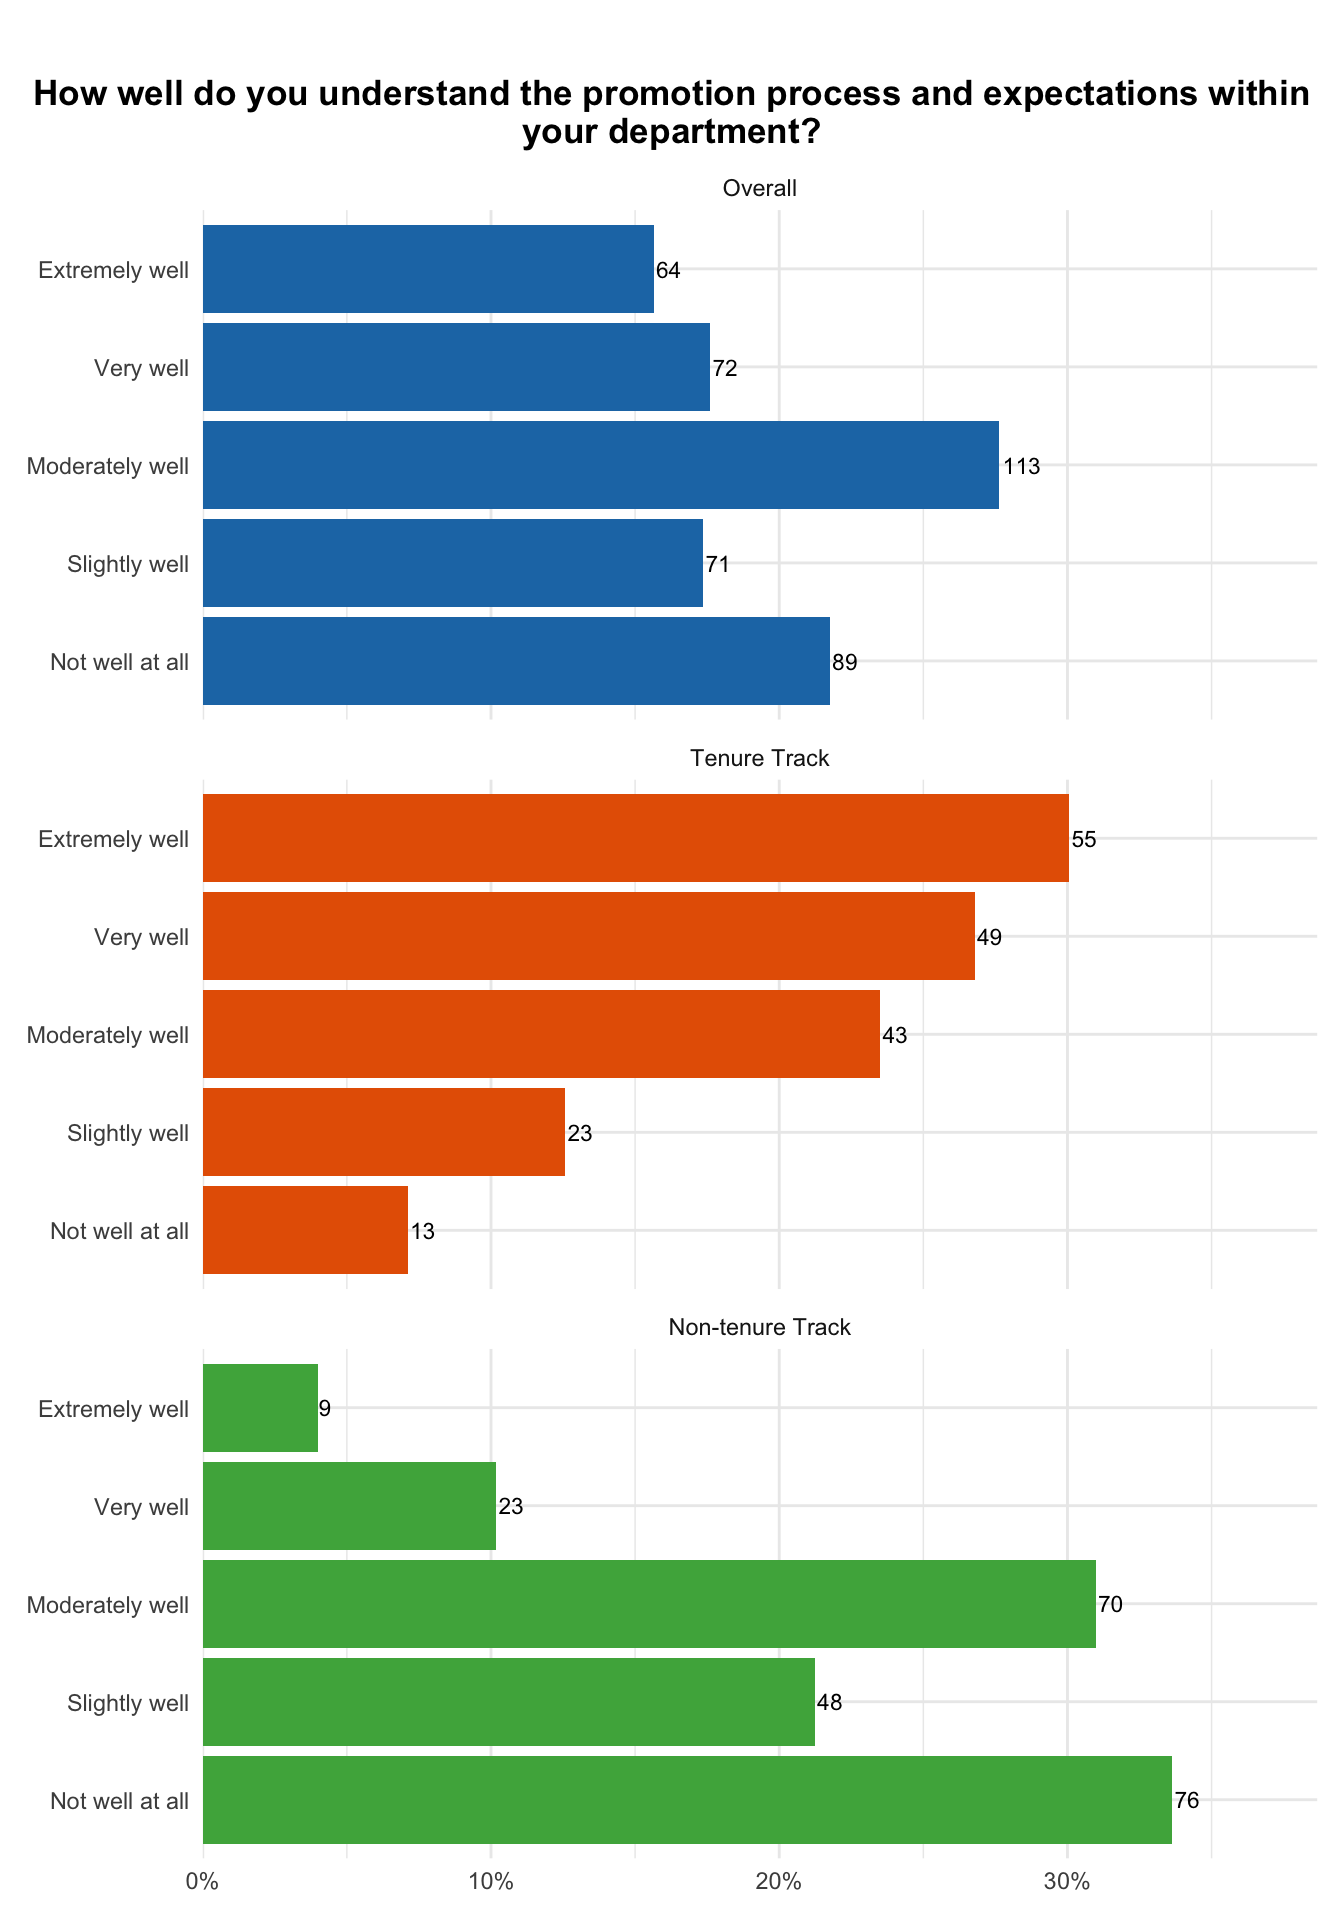 How well do you understand the promotion process and expectations within
your department?
Overall
Extremely well 64
Very well 72
Moderately well 113
Slightly well 71
Not well at all 89
Tenure Track
Extremely well 55
Very well 49
Moderately well 43
Slightly well 23
Not well at all 13
Non-tenure Track
Extremely well 9
Very well 23
Moderately well 70
Slightly well 48
Not well at all 76
0% 10% 20% 30%